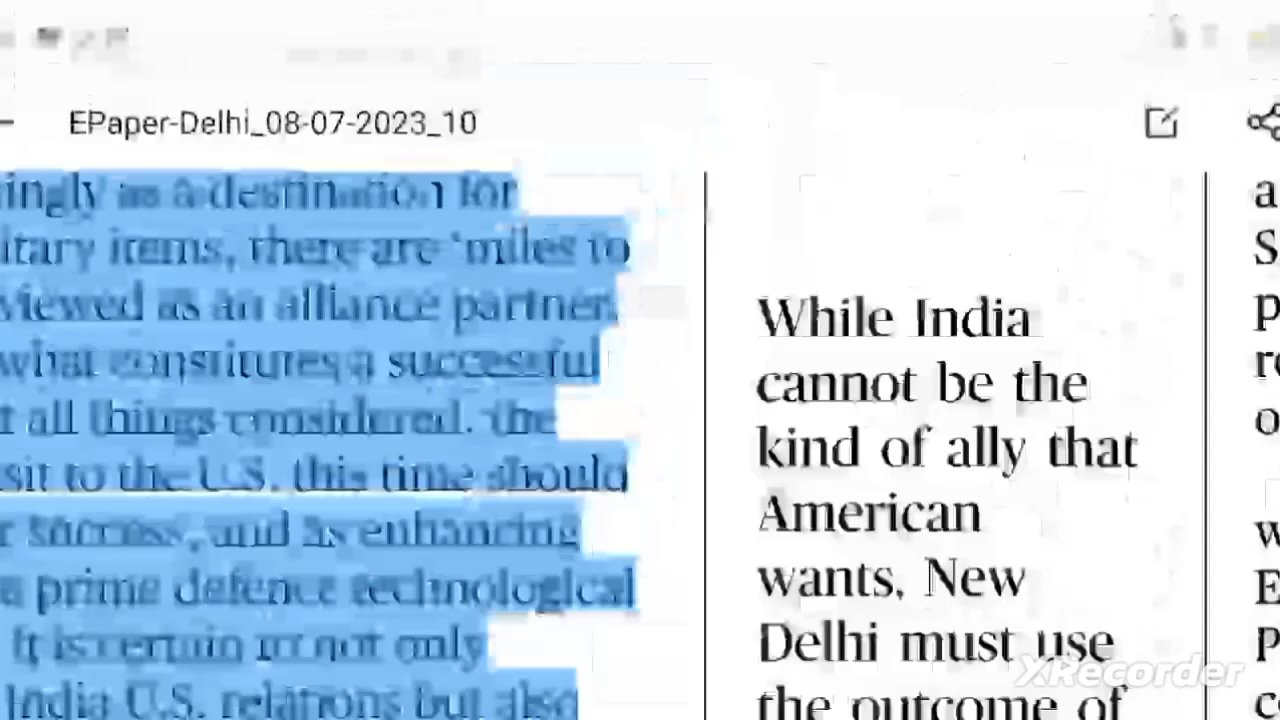 EPaper-Delhi_08-07-2023_10
ingly as a destination for
itary items, there are 'miles to
viewed as an alliance partner.
what constitutes a successful
t all things considered, the
sit to the U.S. this time should
r success, and as enhancing
a prime defence technological
It is certain to not only
India U.S. relations but also
While India
cannot be the
kind of ally that
American
wants, New
Delhi must use
the outcome of
a
S
p
re
o
w
E
P
c
XRecorder